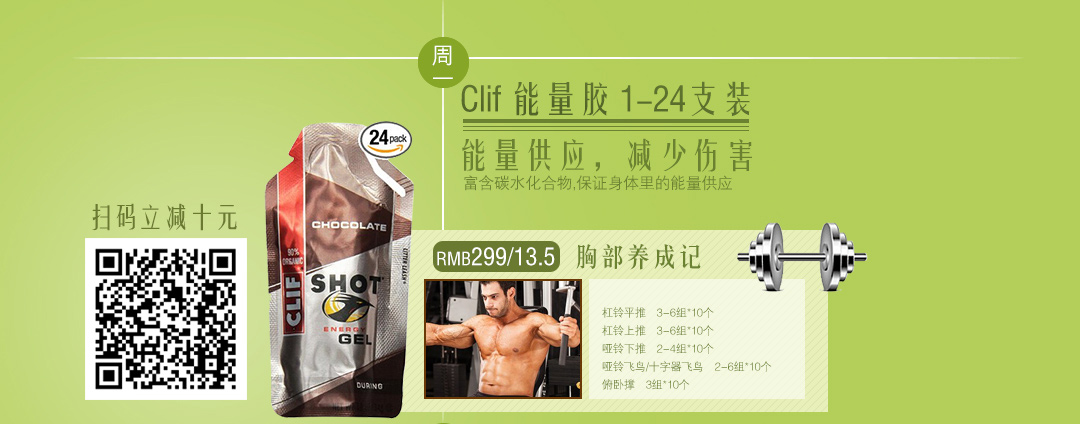 周一
Clif 能量胶 1-24支装
能量供应，减少伤害
富含碳水化合物,保证身体里的能量供应
扫码立减十元
24 pack
CHOCOLATE
90%
ORGANIC
CLIF
SHOT
ENERGY
GEL
DURING
RMB299/13.5
胸部养成记
杠铃平推 3-6组*10个
杠铃上推 3-6组*10个
哑铃下推 2-4组*10个
哑铃飞鸟/十字器飞鸟 2-6组*10个
俯卧撑 3组*10个